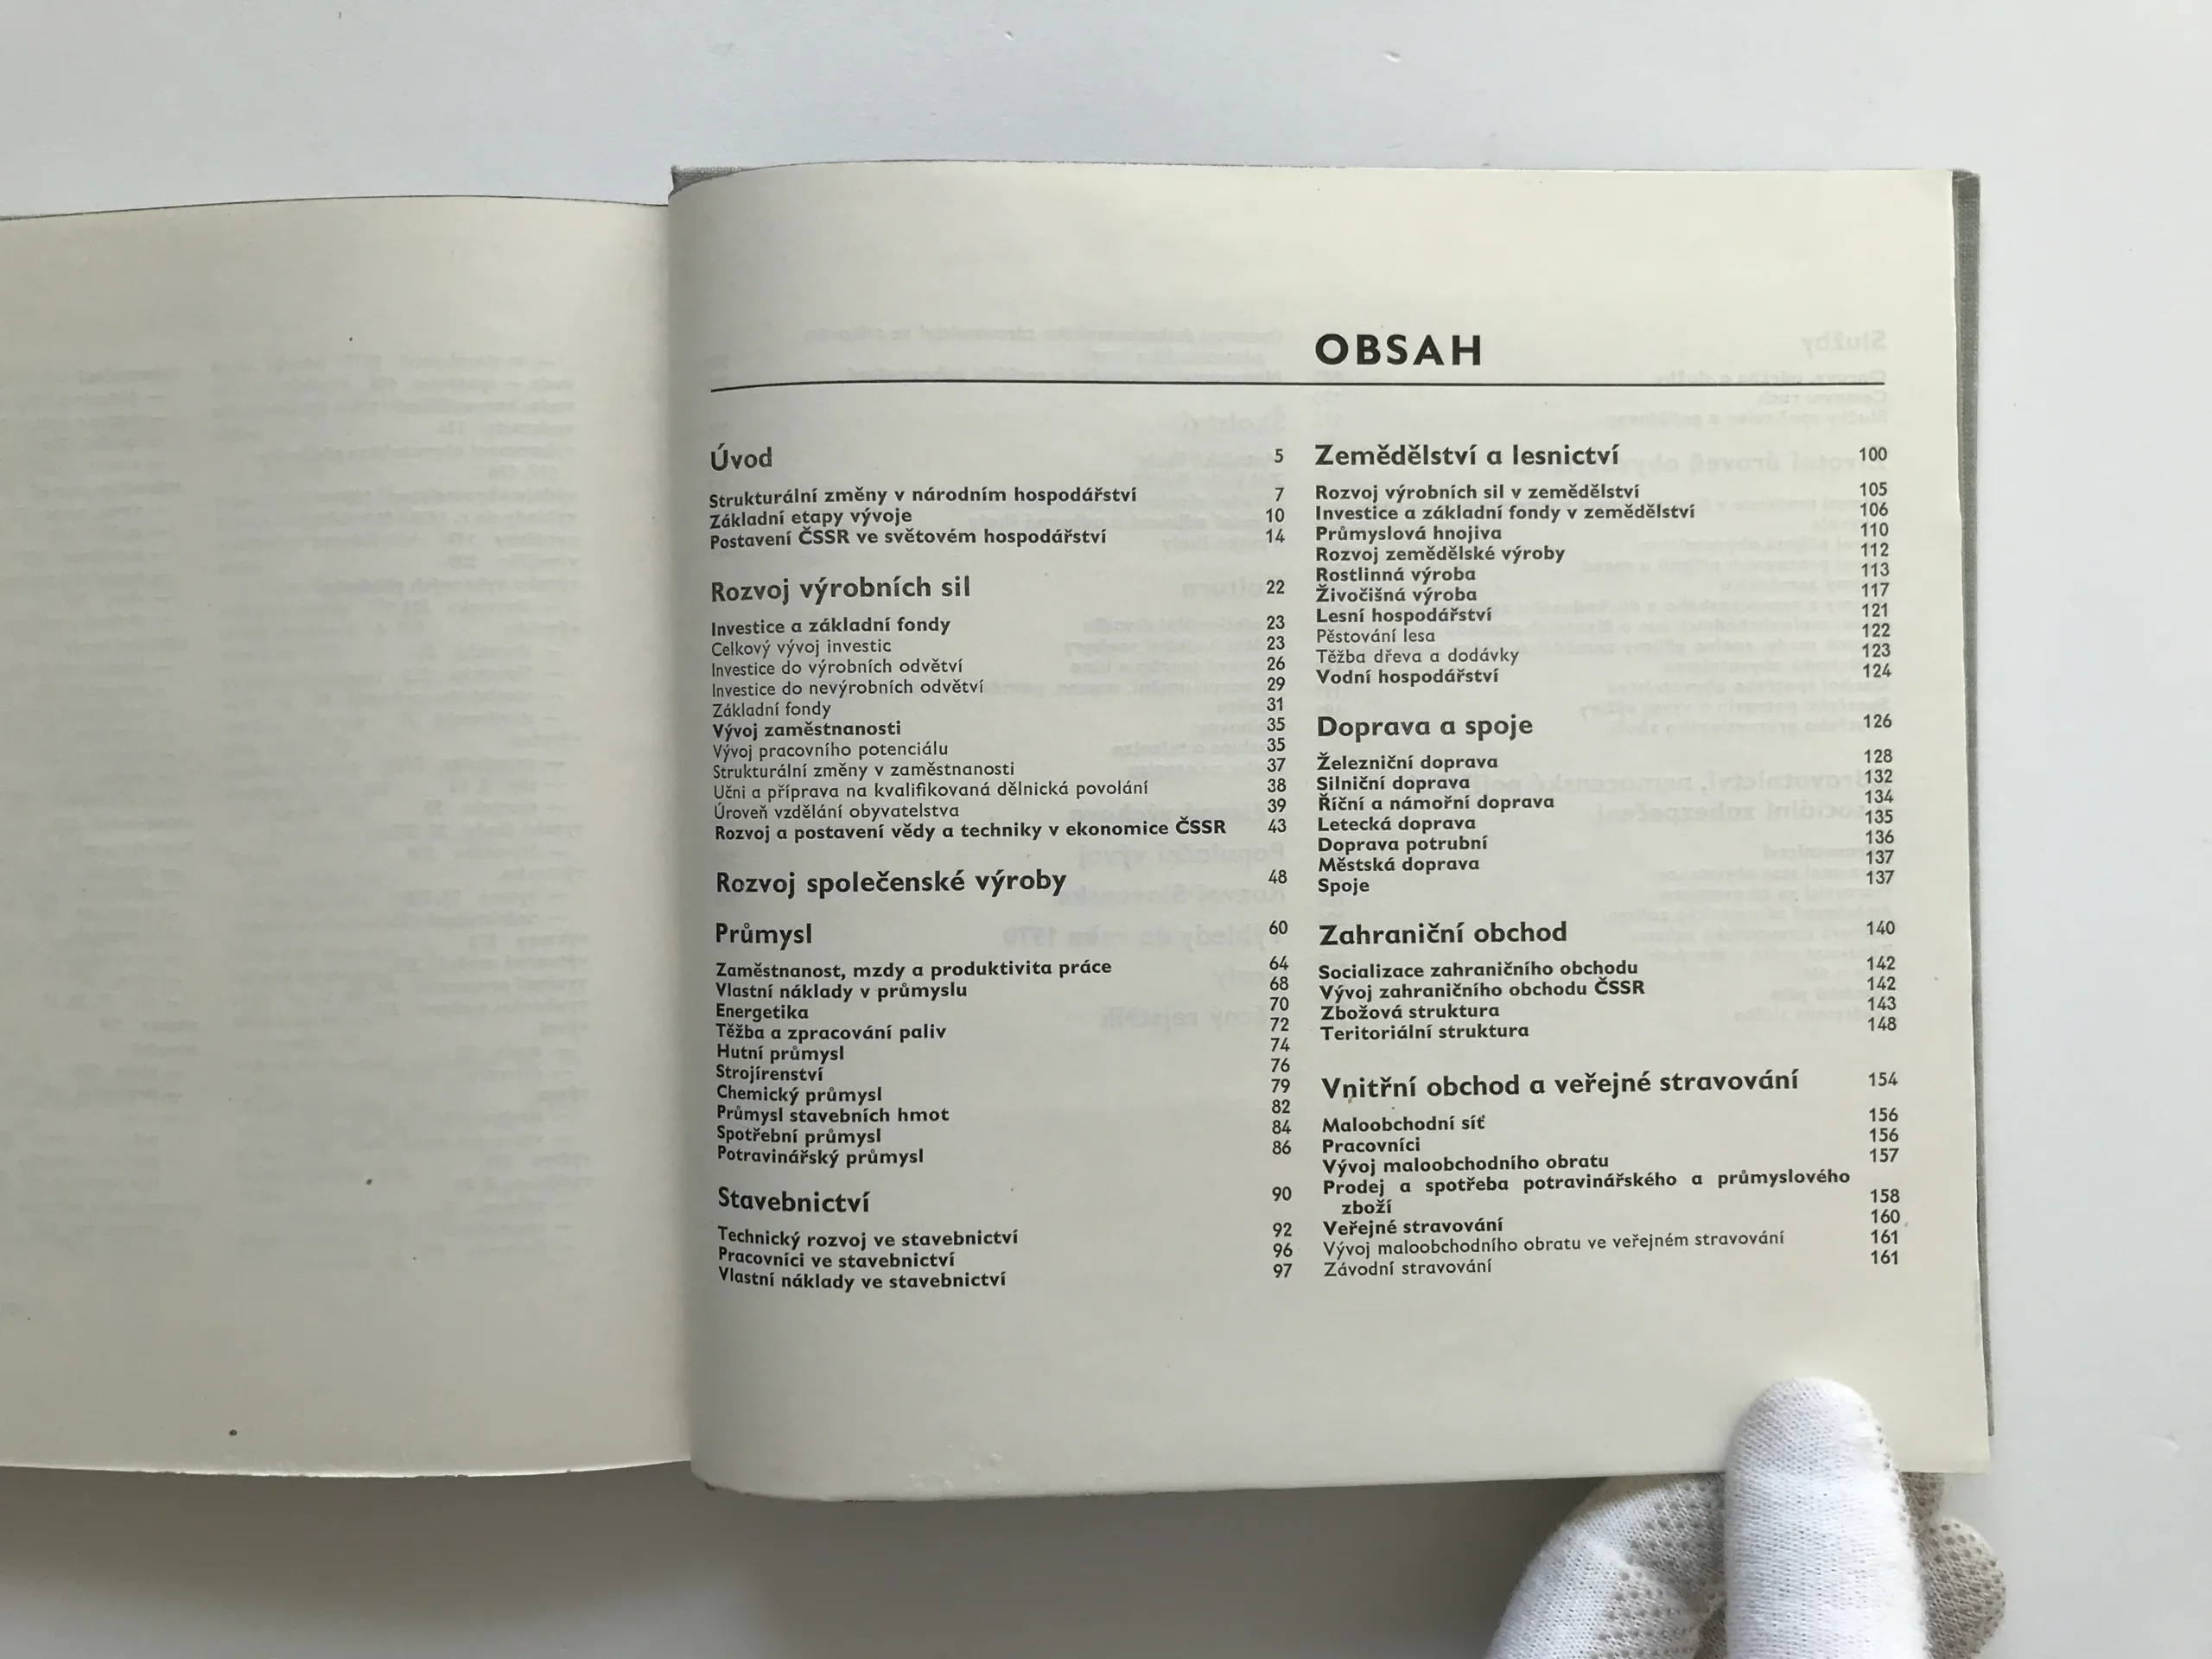 OBSAH
Úvod 5
Strukturální změny v národním hospodářství 7
Základní etapy vývoje 10
Postavení ČSSR ve světovém hospodářství 14
Rozvoj výrobních sil 22
Investice a základní fondy 23
Celkový vývoj investic 23
Investice do výrobních odvětví 26
Investice do nevýrobních odvětví 29
Základní fondy 31
Vývoj zaměstnanosti 35
Vývoj pracovního potenciálu 35
Strukturální změny v zaměstnanosti 37
Učni a příprava na kvalifikovaná dělnická povolání 38
Úroveň vzdělání obyvatelstva 39
Rozvoj a postavení vědy a techniky v ekonomice ČSSR 43
Rozvoj společenské výroby 48
Průmysl 60
Zaměstnanost, mzdy a produktivita práce 64
Vlastní náklady v průmyslu 68
Energetika 70
Těžba a zpracování paliv 72
Hutní průmysl 74
Strojírenství 76
Chemický průmysl 79
Průmysl stavebních hmot 82
Spotřební průmysl 84
Potravinářský průmysl 86
Stavebnictví 90
Technický rozvoj ve stavebnictví 92
Pracovníci ve stavebnictví 96
Vlastní náklady ve stavebnictví 97
Zemědělství a lesnictví 100
Rozvoj výrobních sil v zemědělství 105
Investice a základní fondy v zemědělství 106
Průmyslová hnojiva 110
Rozvoj zemědělské výroby 112
Rostlinná výroba 113
Živočišná výroba 117
Lesní hospodářství 121
Pěstování lesa 122
Těžba dřeva a dodávky 123
Vodní hospodářství 124
Doprava a spoje 126
Železniční doprava 128
Silniční doprava 132
Říční a námořní doprava 134
Letecká doprava 135
Doprava potrubní 136
Městská doprava 137
Spoje 137
Zahraniční obchod 140
Socializace zahraničního obchodu 142
Vývoj zahraničního obchodu ČSSR 142
Zbožová struktura 143
Teritoriální struktura 148
Vnitřní obchod a veřejné stravování 154
Maloobchodní síť 156
Pracovníci 156
Vývoj maloobchodního obratu 157
Prodej a spotřeba potravinářského a průmyslového
zboží 158
Veřejné stravování 160
Vývoj maloobchodního obratu ve veřejném stravování 161
Závodní stravování 161